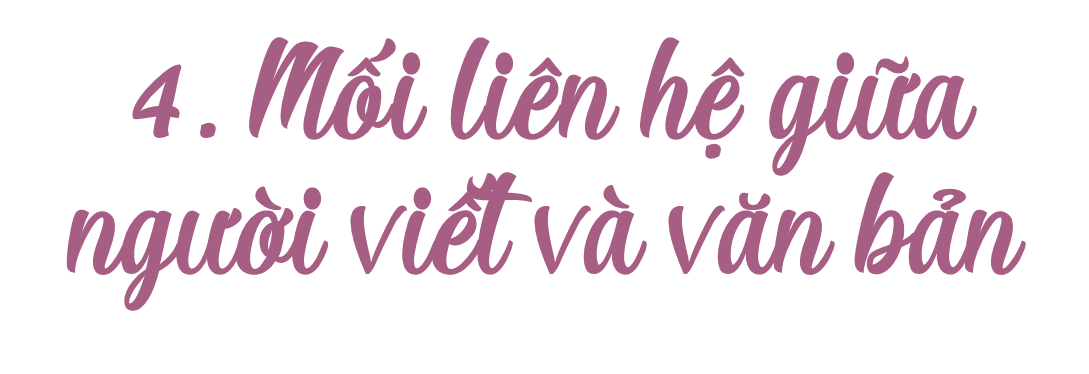 4. Mối liên hệ giữa
người viết và văn bản